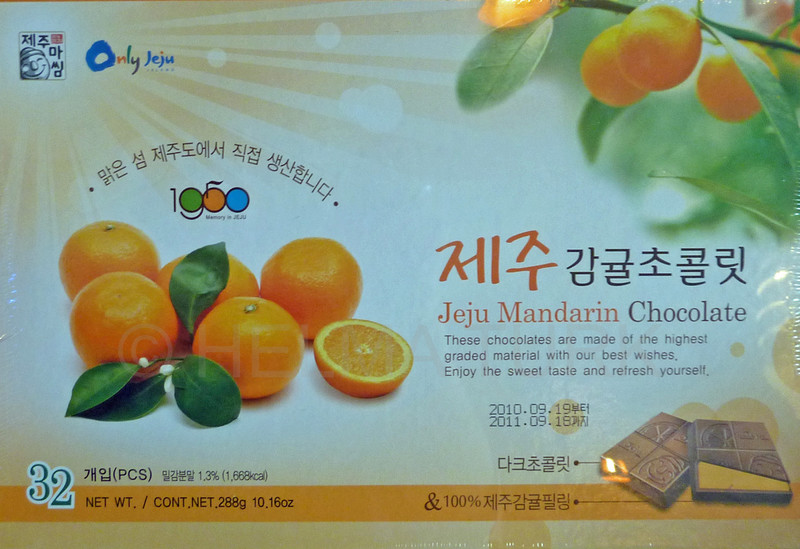 제주
마씸
Only Jeju
ISLAND
맑은 섬 제주도에서 직접 생산합니다
1950
Memory in JEJU
제주 감귤초콜릿
Jeju Mandarin Chocolate
These chocolates are made of the highest
graded material with our best wishes.
Enjoy the sweet taste and refresh yourself.
2010.09.19부터
2011.09.18까지
다크초콜릿
&100%제주감귤필링
32 개입(PCS) 밀감분말 1.3% (1,668kcal)
NET WT. / CONT.NET.288g 10.16oz